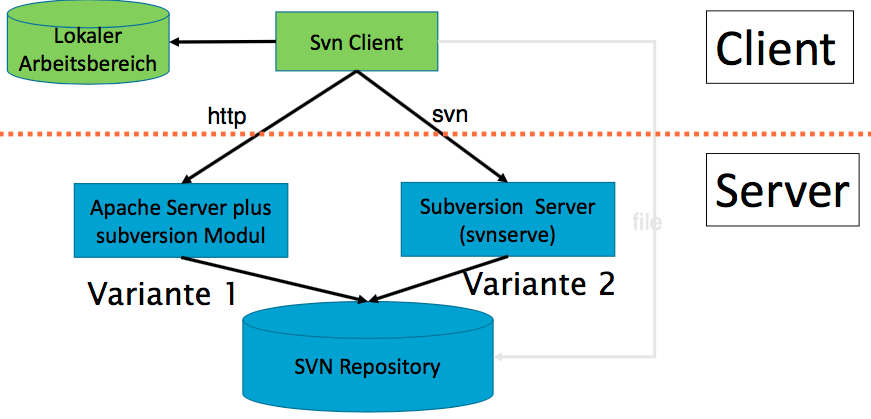 Lokaler
Arbeitsbereich
Svn Client
Client
http
svn
Server
Apache Server plus
subversion Modul
Subversion Server
(svnserve)
file
Variante 1
Variante 2
SVN Repository